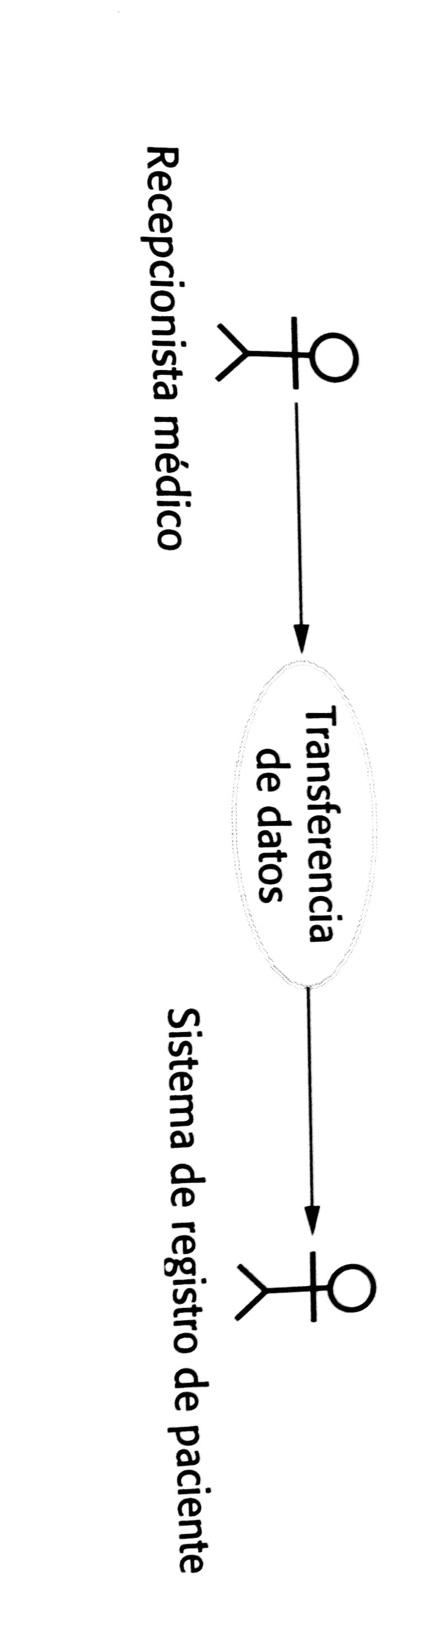 Recepcionista médico
Transferencia
de datos
Sistema de registro de paciente